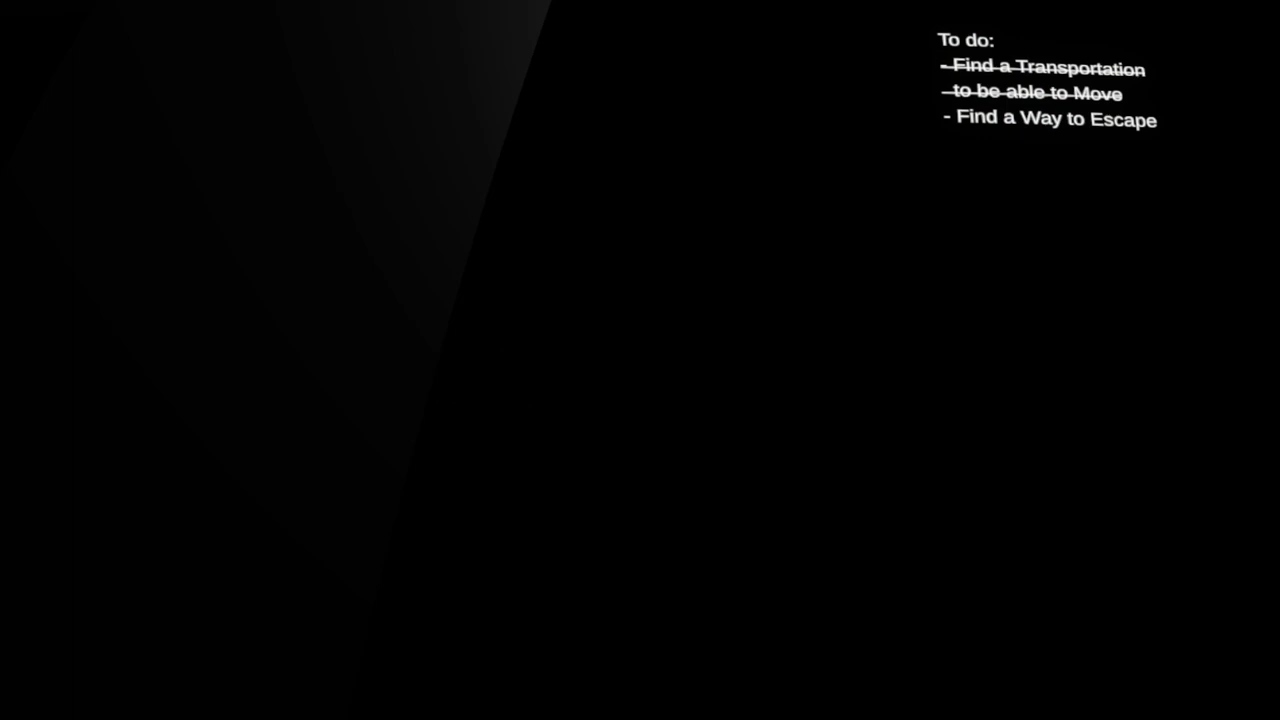 To do:
- Find a Transportation
to be able to Move
- Find a Way to Escape